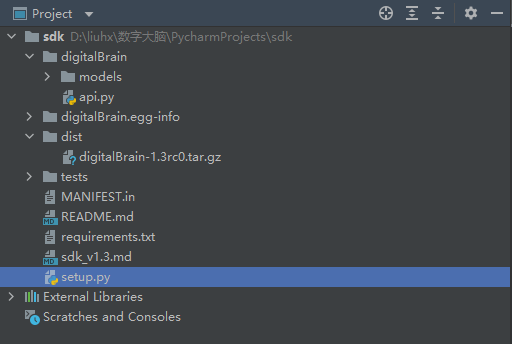 Project
sdk D:\liuhx\数字大脑\PycharmProjects\sdk
digitalBrain
models
api.py
digitalBrain.egg-info
dist
digitalBrain-1.3rc0.tar.gz
tests
MANIFEST.in
README.md
requirements.txt
sdk_v1.3.md
setup.py
External Libraries
Scratches and Consoles